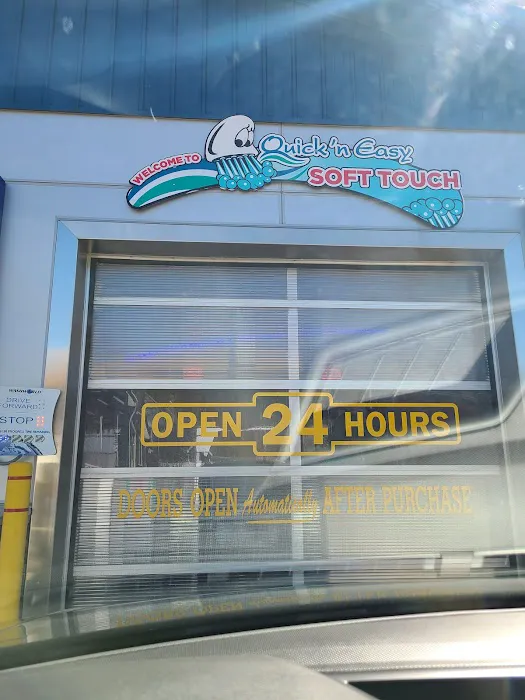 WELCOME TO
Quick 'n Easy
SOFT TOUCH
OPEN 24 HOURS
DOORS OPEN Automatically AFTER PURCHASE
DRIVE
FORWARD
STOP